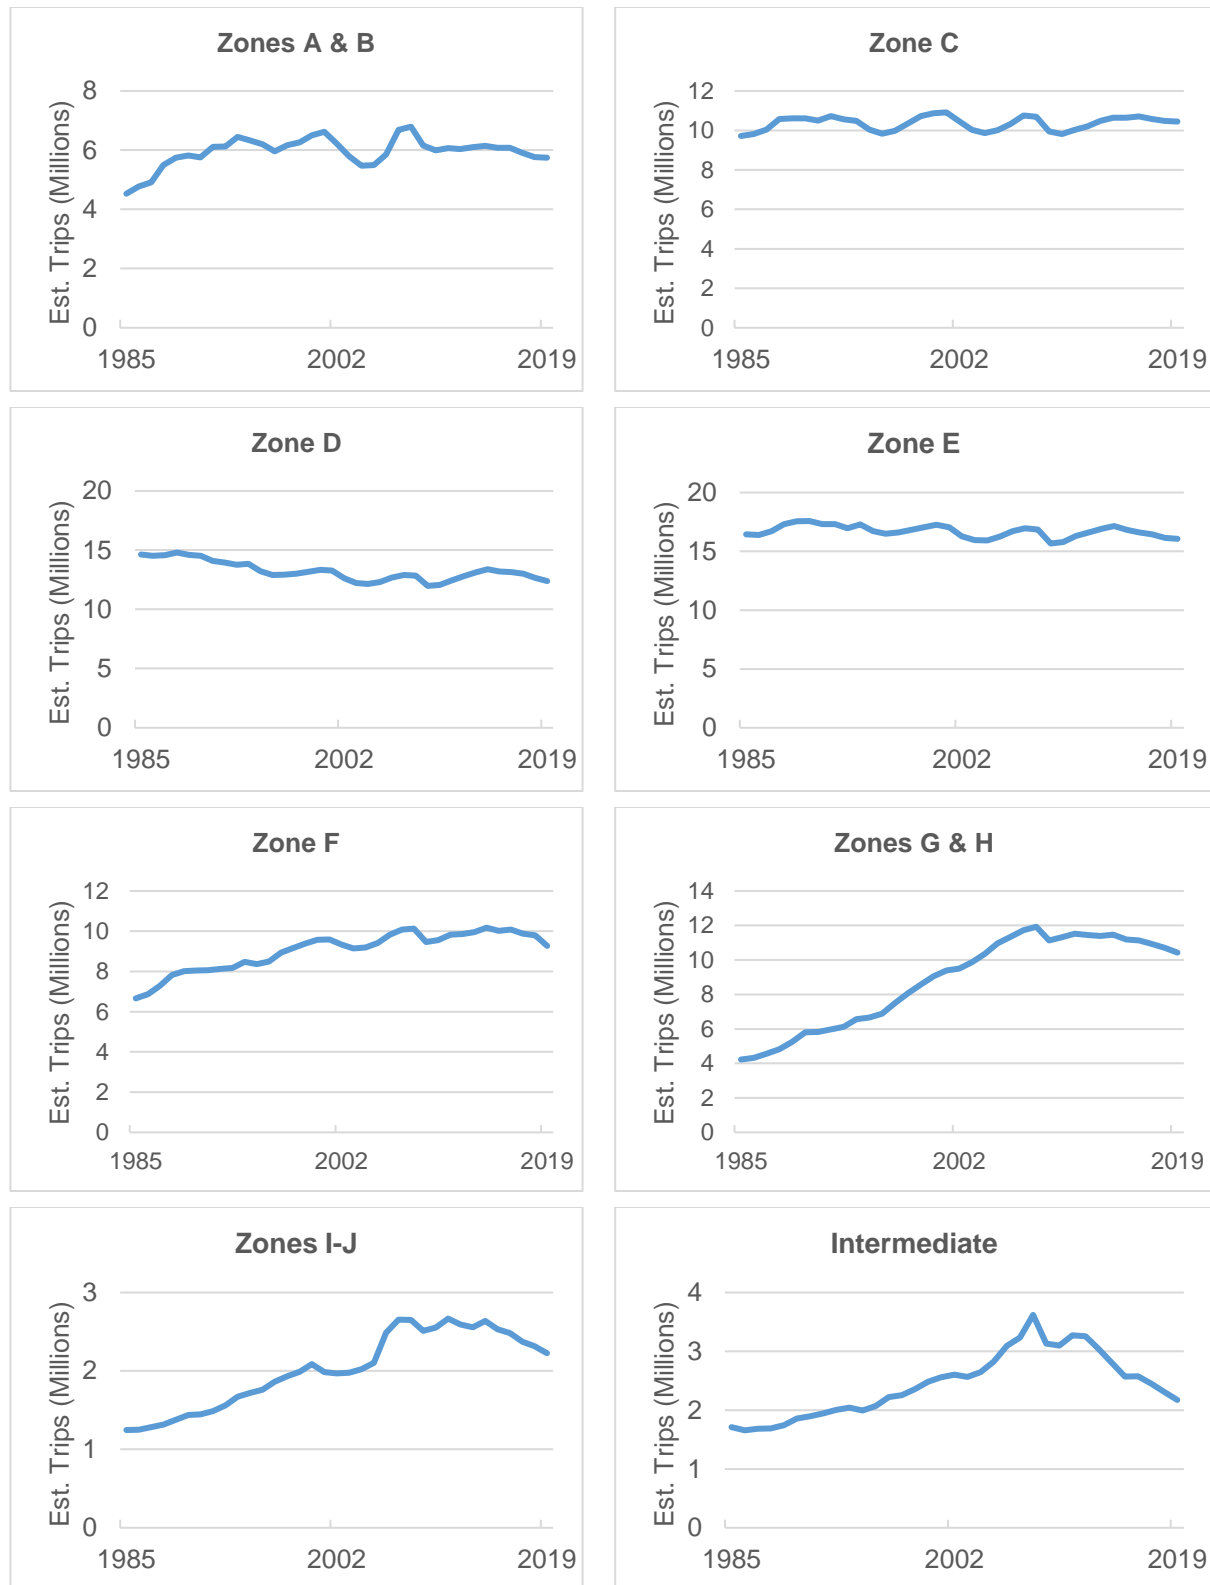 Zones A & B
Est. Trips (Millions)
8
6
4
2
0
1985 2002 2019
Zone C
Est. Trips (Millions)
12
10
8
6
4
2
0
1985 2002 2019
Zone D
Est. Trips (Millions)
20
15
10
5
0
1985 2002 2019
Zone E
Est. Trips (Millions)
20
15
10
5
0
1985 2002 2019
Zone F
Est. Trips (Millions)
12
10
8
6
4
2
0
1985 2002 2019
Zones G & H
Est. Trips (Millions)
14
12
10
8
6
4
2
0
1985 2002 2019
Zones I-J
Est. Trips (Millions)
3
2
1
0
1985 2002 2019
Intermediate
Est. Trips (Millions)
4
3
2
1
0
1985 2002 2019